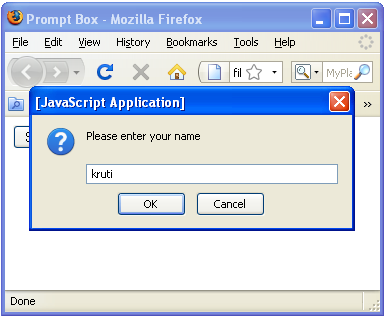 Prompt Box - Mozilla Firefox
File Edit View History Bookmarks Tools Help
fil
MyPla
[JavaScript Application]
»
S
Please enter your name
kruti
OK Cancel
Done